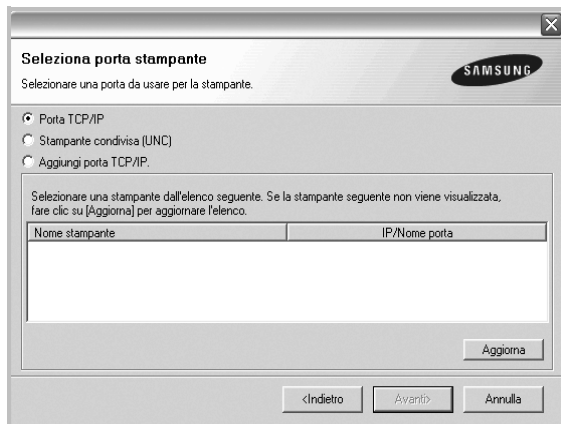 Seleziona porta stampante
Selezionare una porta da usare per la stampante.
SAMSUNG
Porta TCP/IP
Stampante condivisa (UNC)
Aggiungi porta TCP/IP.
Selezionare una stampante dall'elenco seguente. Se la stampante seguente non viene visualizzata,
fare clic su [Aggiorna] per aggiornare l'elenco.
Nome stampante IP/Nome porta
Aggiorna
<Indietro Avanti> Annulla